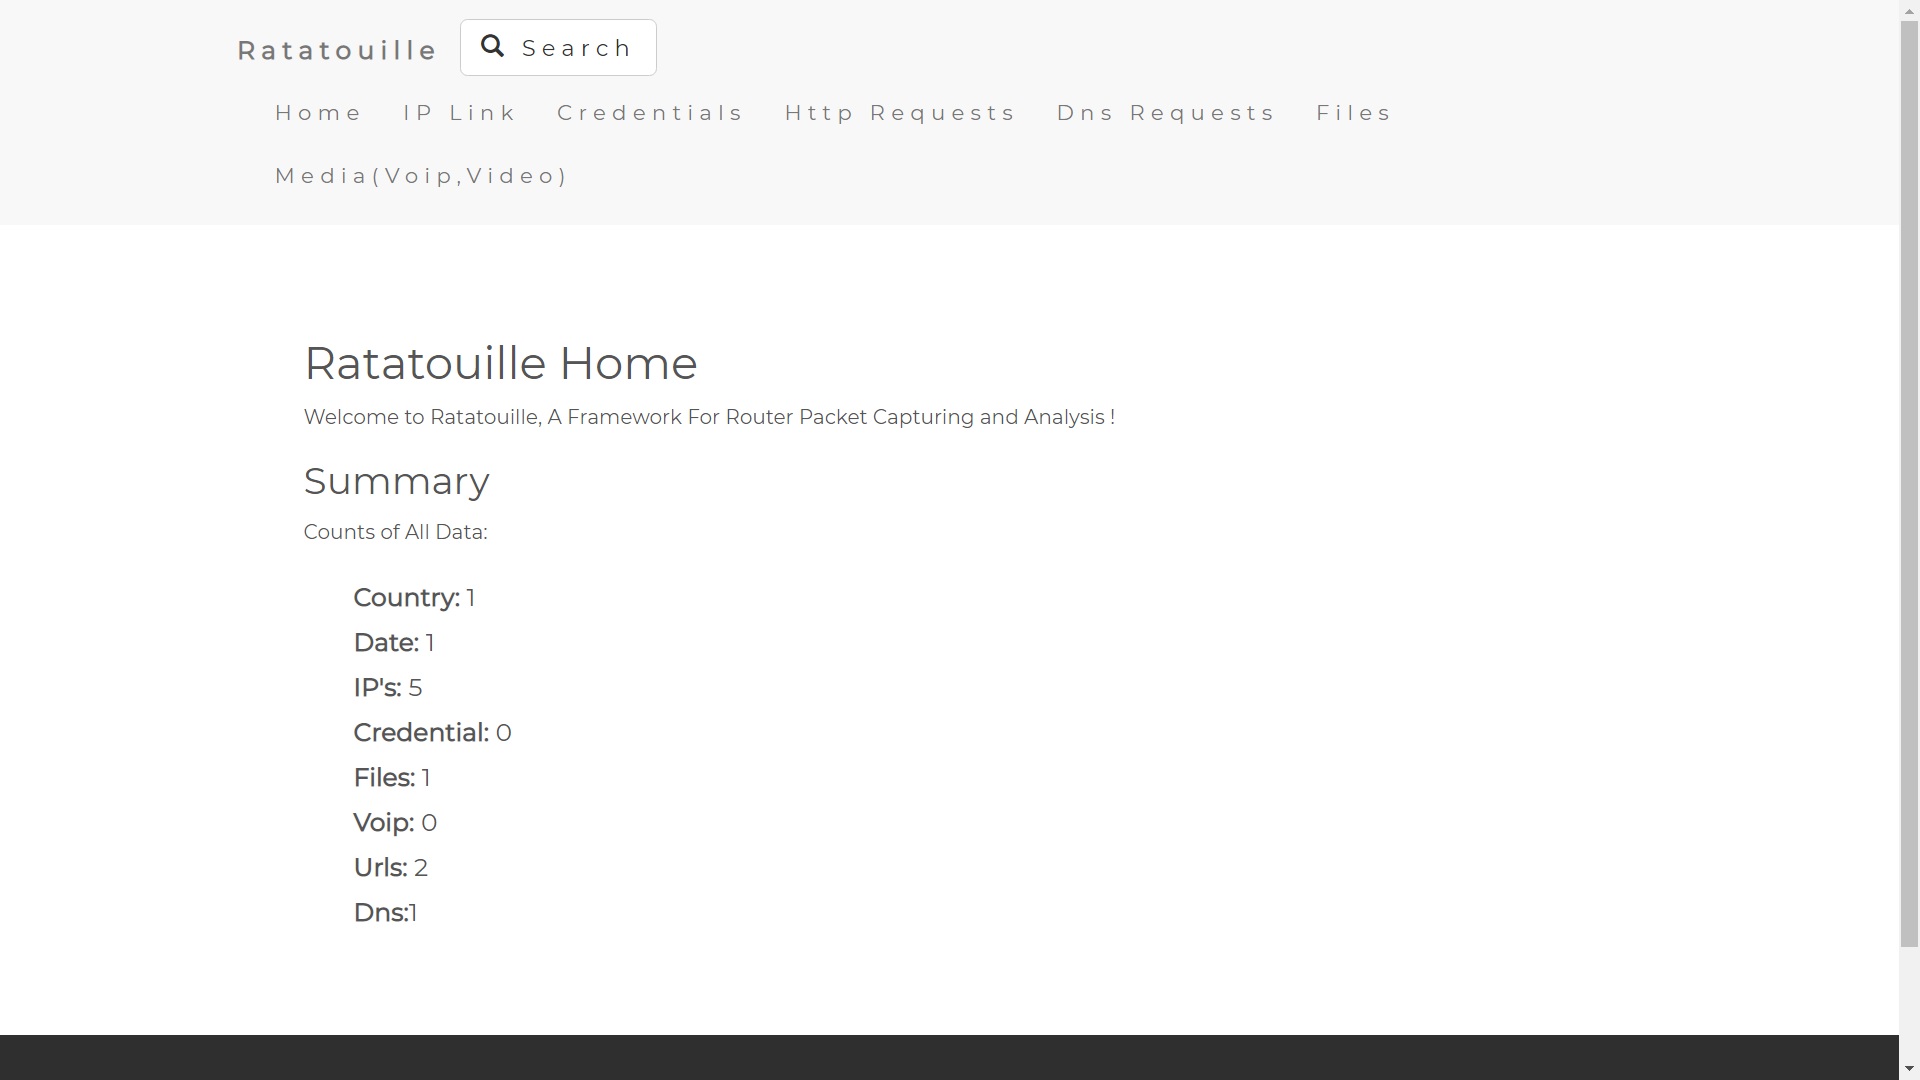 Ratatouille Search
Home IP Link Credentials Http Requests Dns Requests Files
Media(Voip,Video)
Ratatouille Home
Welcome to Ratatouille, A Framework For Router Packet Capturing and Analysis !
Summary
Counts of All Data:
Country: 1
Date: 1
IP's: 5
Credential: 0
Files: 1
Voip: 0
Urls: 2
Dns:1